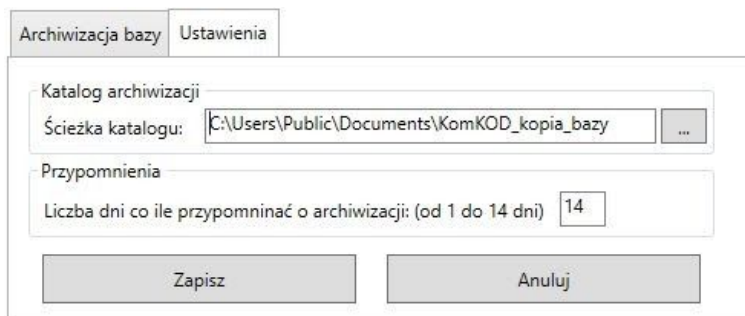 Archiwizacja bazy
Ustawienia
Katalog archiwizacji
Ścieżka katalogu: C:\Users\Public\Documents\KomKOD_kopia_bazy ...
Przypomnienia
Liczba dni co ile przypomninać o archiwizacji: (od 1 do 14 dni) 14
Zapisz
Anuluj